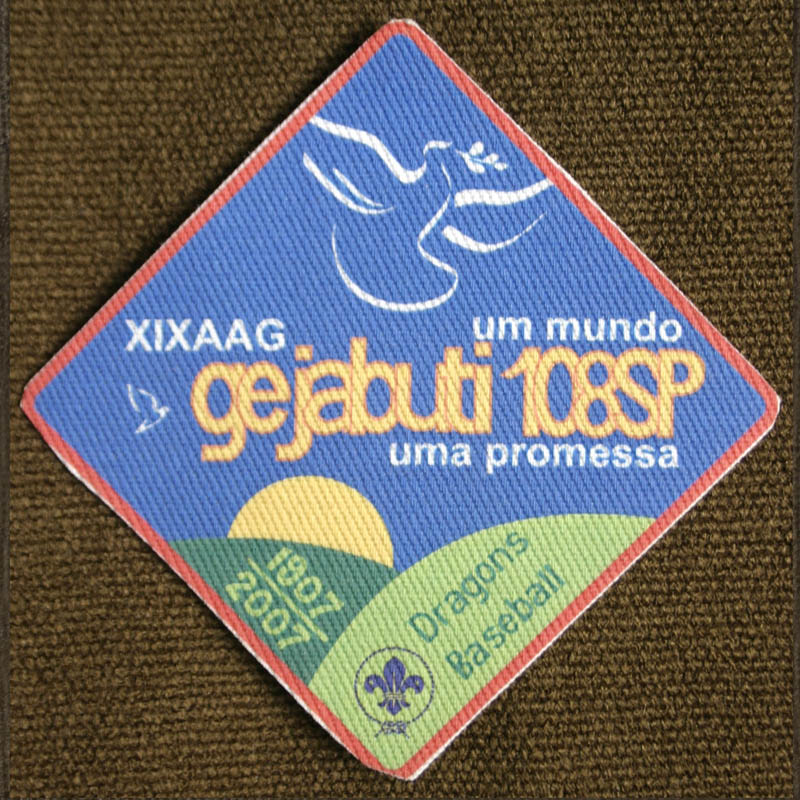 XIXAAG
um mundo
gejabuti 108SP
uma promessa
1907
2007
Dragons
Baseball